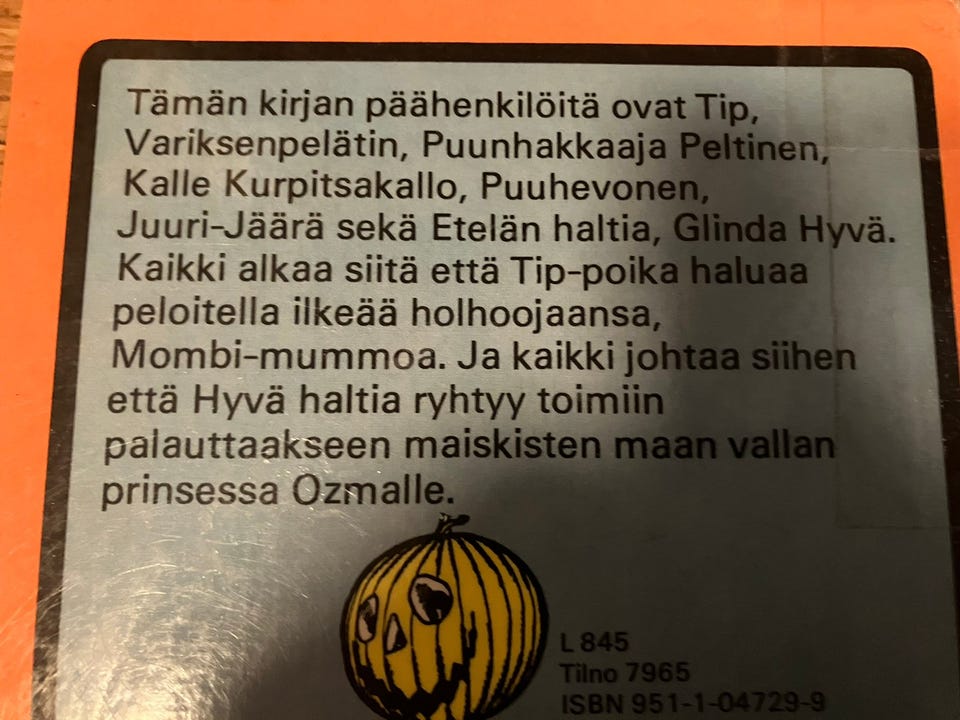 Tämän kirjan päähenkilöitä ovat Tip,
Variksenpelätin, Puunhakkaaja Peltinen,
Kalle Kurpitsakallo, Puuhevonen,
Juuri-Jäärä sekä Etelän haltia, Glinda Hyvä.
Kaikki alkaa siitä että Tip-poika haluaa
peloitella ilkeää holhoojaansa,
Mombi-mummoa. Ja kaikki johtaa siihen
että Hyvä haltia ryhtyy toimiin
palauttaakseen maiskisten maan vallan
prinsessa Ozmalle.
L 845
Tilno 7965
ISBN 951-1-04729-9